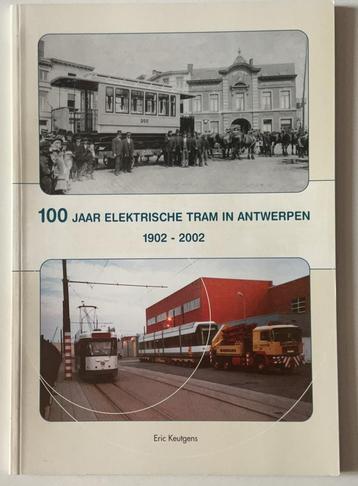 100 JAAR ELEKTRISCHE TRAM IN ANTWERPEN
1902 - 2002
Eric Keutgens